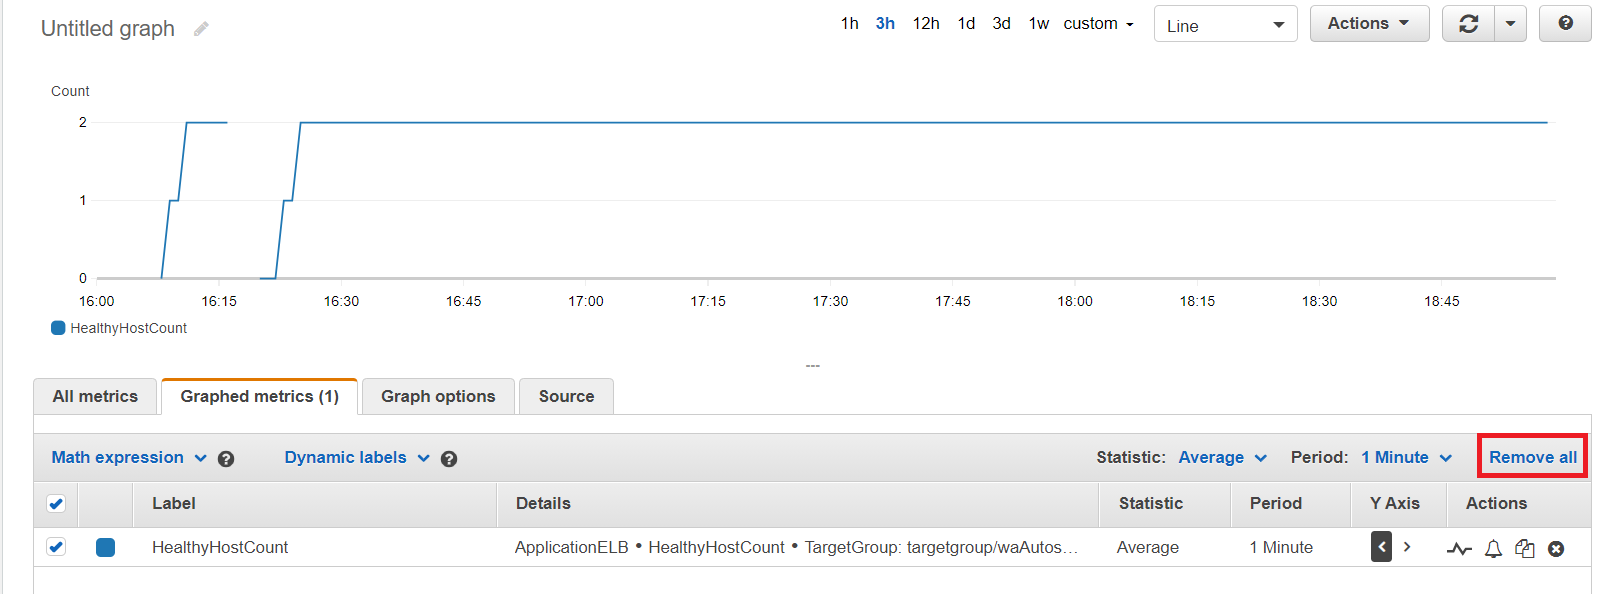 Untitled graph
1h 3h 12h 1d 3d 1w custom Line Actions
Count
2
1
0
16:00 16:15 16:30 16:45 17:00 17:15 17:30 17:45 18:00 18:15 18:30 18:45
HealthyHostCount
---
All metrics Graphed metrics (1) Graph options Source
Math expression ? Dynamic labels ? Statistic: Average Period: 1 Minute Remove all
Label Details Statistic Period Y Axis Actions
HealthyHostCount ApplicationELB • HealthyHostCount • TargetGroup: targetgroup/waAutos… Average 1 Minute < >